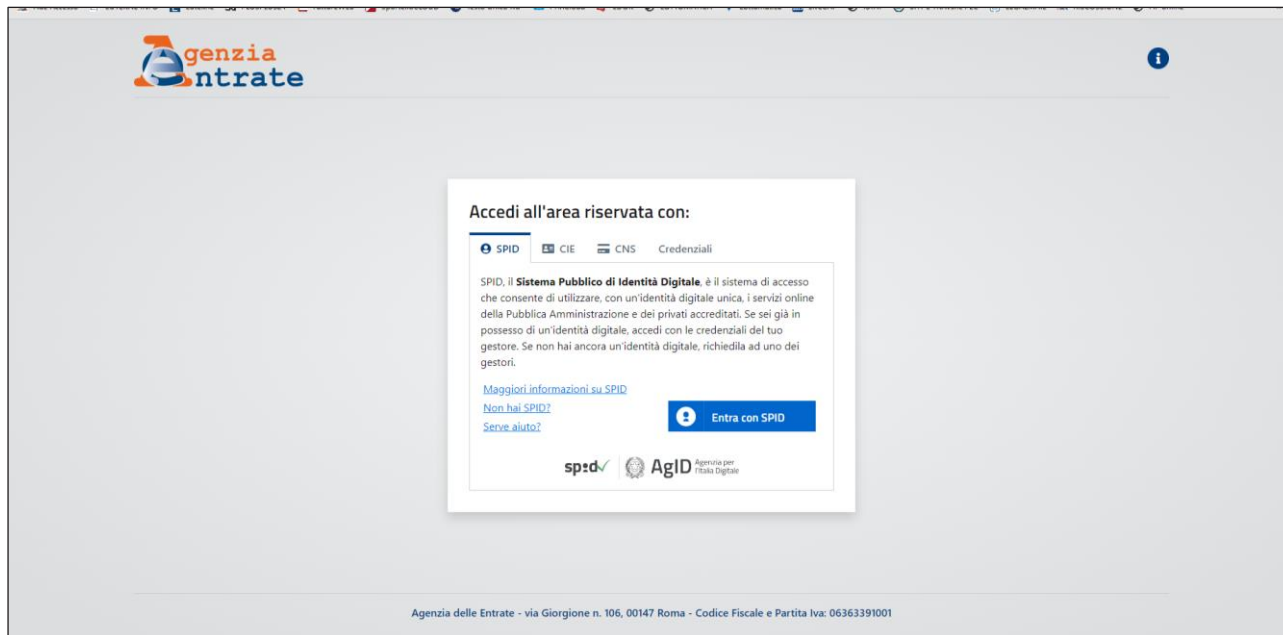 genzia
ntrate
Accedi all'area riservata con:
SPID CIE CNS Credenziali
SPID, il Sistema Pubblico di Identità Digitale, è il sistema di accesso
che consente di utilizzare, con un'identità digitale unica, i servizi online
della Pubblica Amministrazione e dei privati accreditati. Se sei già in
possesso di un'identità digitale, accedi con le credenziali del tuo
gestore. Se non hai ancora un'identità digitale, richiedila ad uno dei
gestori.
Maggiori informazioni su SPID
Non hai SPID?
Serve aiuto?
Entra con SPID
sp:d AgID Agenzia per
l'Italia Digitale
Agenzia delle Entrate - via Giorgione n. 106, 00147 Roma - Codice Fiscale e Partita Iva: 06363391001